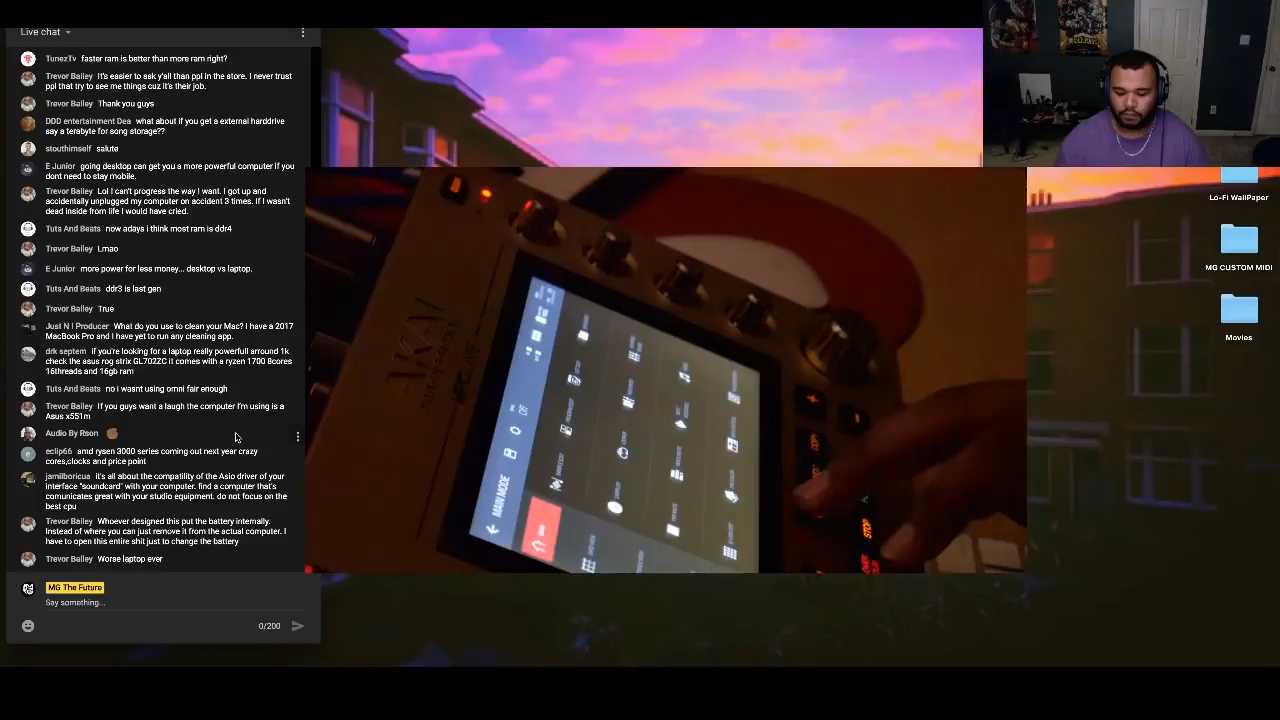 Live chat
TunezTv faster ram is better than more ram right?
Trevor Bailey It's easier to ask y'all than ppl in the store. I never trust
ppl that try to see me things cuz it's their job.
Trevor Bailey Thank you guys
DDD entertainment Dea what about if you get a external harddrive
say a terabyte for song storage??
stouthimself salute
E Junior going desktop can get you a more powerful computer if you
dont need to stay mobile.
Trevor Bailey Lol I can't progress the way I want. I got up and
accidentally unplugged my computer on accident 3 times. If I wasn't
dead inside from life I would have cried.
Tuts And Beats now adays i think most ram is ddr4
Trevor Bailey Lmao
E Junior more power for less money... desktop vs laptop.
Tuts And Beats ddr3 is last gen
Trevor Bailey True
Just N I Producer What do you use to clean your Mac? I have a 2017
MacBook Pro and I have yet to run any cleaning app.
drk septem if you're looking for a laptop really powerfull arround 1k
check the asus rog strix GL702ZC it comes with a ryzen 1700 8cores
16threads and 16gb ram
Tuts And Beats no i wasnt using omni fair enough
Trevor Bailey If you guys want a laugh the computer I'm using is a
Asus x551m
Audio By Rson
eclip66 amd rysen 3000 series coming out next year crazy
cores,clocks and price point
jamilboricua it's all about the compatility of the Asio driver of your
interface "soundcard" with your computer. find a computer that's
comunicates great with your studio equipment. do not focus on the
best cpu
Trevor Bailey Whoever designed this put the battery internally.
Instead of where you can just remove it from the actual computer. I
have to open this entire shit just to change the battery
Trevor Bailey Worse laptop ever
MG The Future
Say something...
0/200
AKAI
MAIN MODE
COPY
STOP
Lo-Fi WallPaper
MG CUSTOM MIDI
Movies